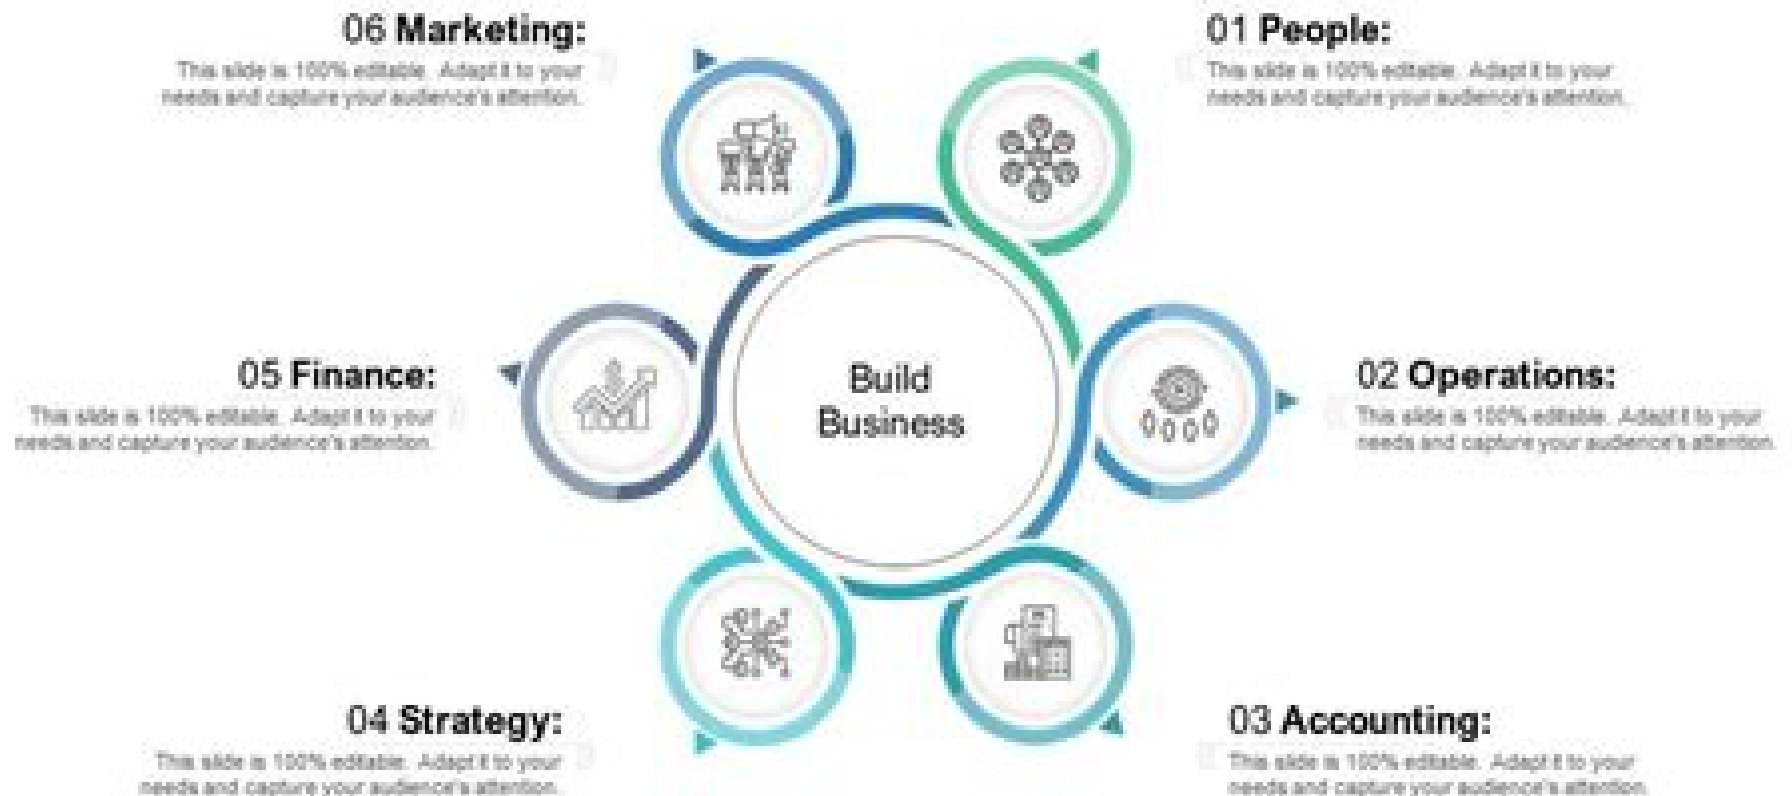 06 Marketing:
This slide is 100% editable. Adapt it to your
needs and capture your audience's attention.
01 People:
This slide is 100% editable. Adapt it to your
needs and capture your audience's attention.
05 Finance:
This slide is 100% editable. Adapt it to your
needs and capture your audience's attention.
Build
Business
02 Operations:
This slide is 100% editable. Adapt it to your
needs and capture your audience's attention.
04 Strategy:
This slide is 100% editable. Adapt it to your
needs and capture your audience's attention.
03 Accounting:
This slide is 100% editable. Adapt it to your
needs and capture your audience's attention.